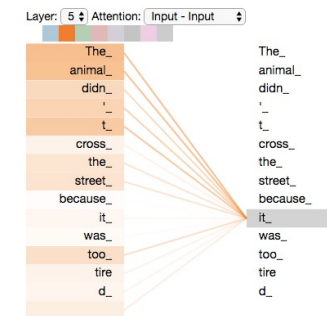 Layer: 5 Attention: Input - Input
The_
animal_
didn_
'_
t_
cross_
the_
street_
because_
it_
was_
too_
tire
d_
The_
animal_
didn_
'_
t_
cross_
the_
street_
because_
it_
was_
too_
tire
d_